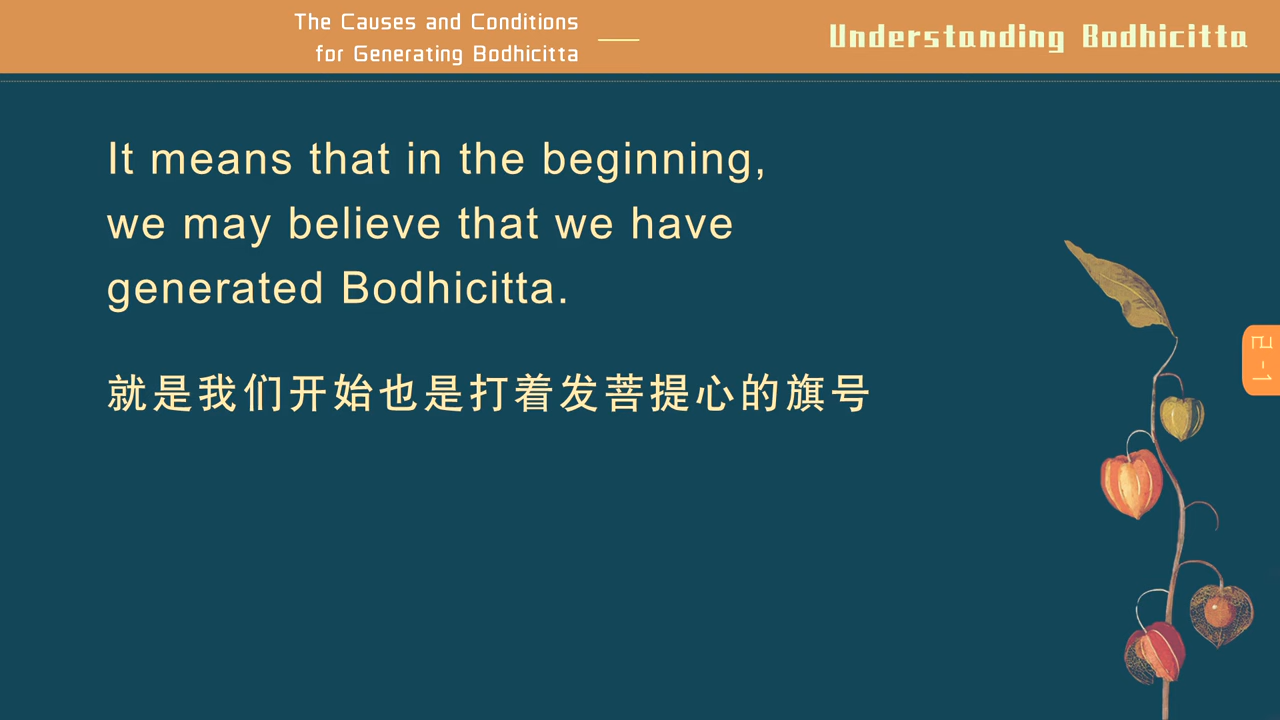 The Causes and Conditions
for Generating Bodhicitta
Understanding Bodhicitta
It means that in the beginning,
we may believe that we have
generated Bodhicitta.
就是我们开始也是打着发菩提心的旗号